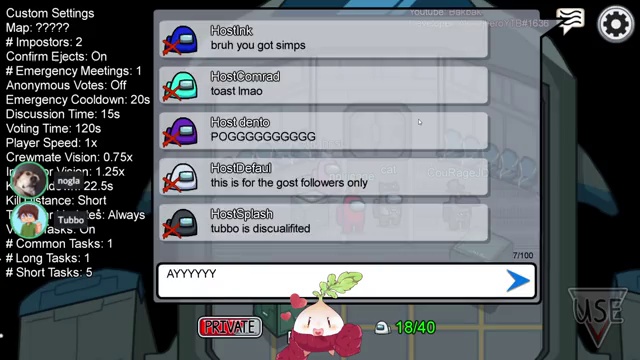 Custom Settings
Map: ?????
# Impostors: 2
Confirm Ejects: On
# Emergency Meetings: 1
Anonymous Votes: Off
Emergency Cooldown: 20s
Discussion Time: 15s
Voting Time: 120s
Player Speed: 1x
Crewmate Vision: 0.75x
Vision: 1.25x
nogla
22.5s
Distance: Short
Tubbo
Always
Tasks: On
# Common Tasks: 1
# Long Tasks: 1
# Short Tasks: 5
Youtube:
#1636
HostInk
bruh you got simps
HostComrad
toast lmao
Host dento
POGGGGGGGGGG
HostDefaul
this is for the gost followers only
HostSplash
tubbo is discualifited
7/100
AYYYYYY
PRIVATE
18/40
USE